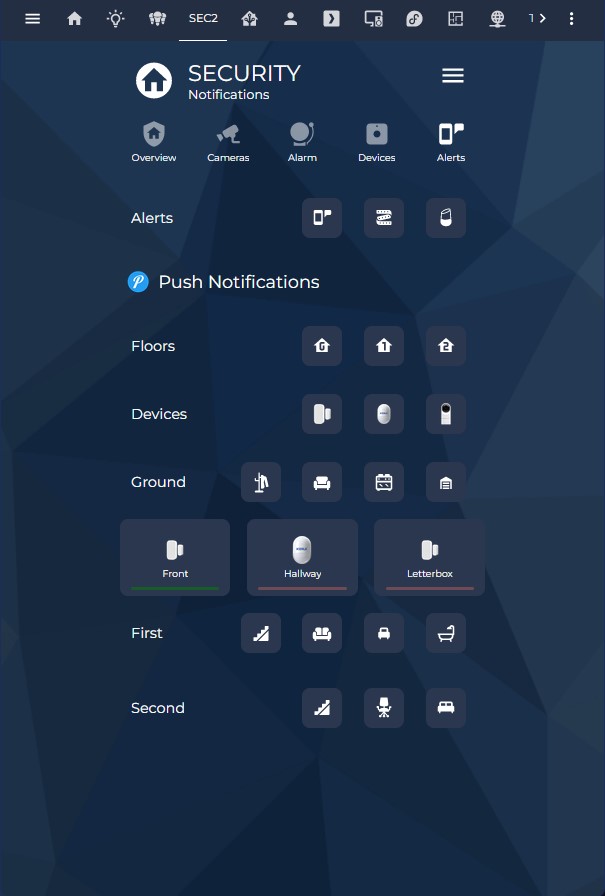 SEC2
SECURITY
Notifications
Overview Cameras Alarm Devices Alerts
Alerts
Push Notifications
Floors
Devices
Ground
Front Hallway Letterbox
First
Second